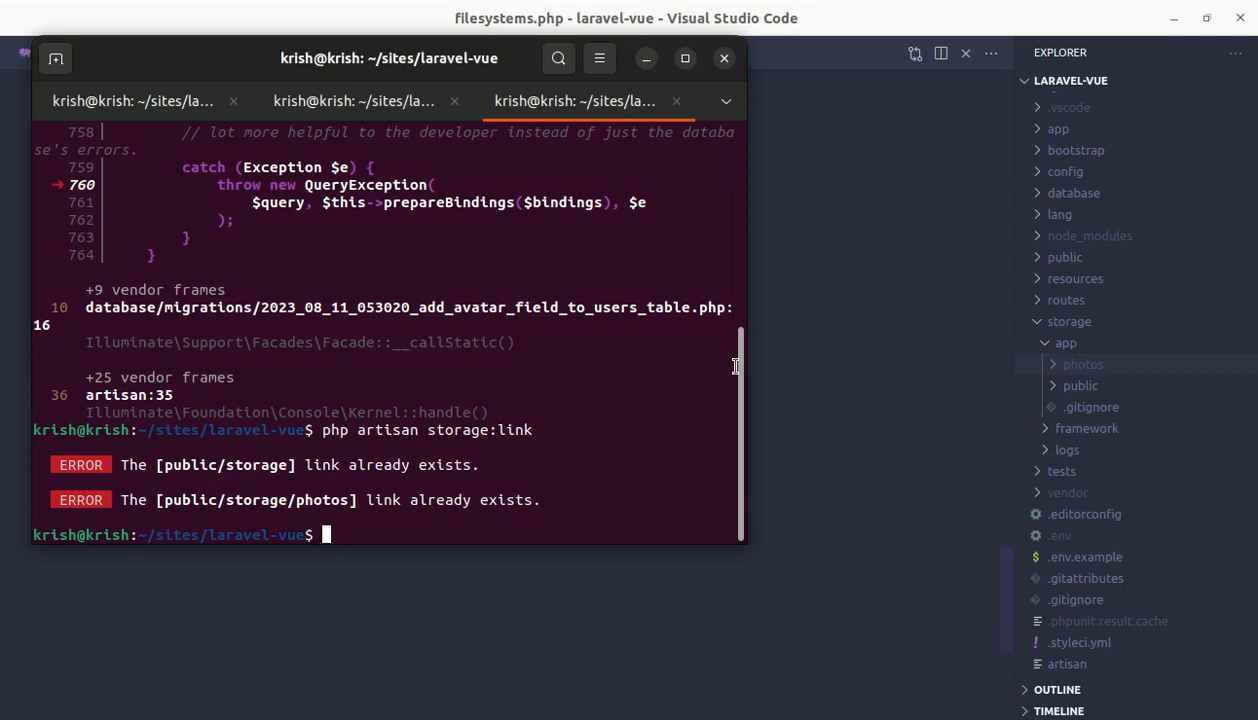 filesystems.php - laravel-vue - Visual Studio Code
krish@krish: ~/sites/laravel-vue
krish@krish: ~/sites/la...
krish@krish: ~/sites/la...
krish@krish: ~/sites/la...
758 // lot more helpful to the developer instead of just the databa
se's errors.
759 catch (Exception $e) {
→ 760 throw new QueryException(
761 $query, $this->prepareBindings($bindings), $e
762 );
763 }
764 }
+9 vendor frames
10 database/migrations/2023_08_11_053020_add_avatar_field_to_users_table.php:
16
Illuminate\Support\Facades\Facade::__callStatic()
+25 vendor frames
36 artisan:35
Illuminate\Foundation\Console\Kernel::handle()
krish@krish:~/sites/laravel-vue$ php artisan storage:link
ERROR The [public/storage] link already exists.
ERROR The [public/storage/photos] link already exists.
krish@krish:~/sites/laravel-vue$
EXPLORER
LARAVEL-VUE
.vscode
app
bootstrap
config
database
lang
node_modules
public
resources
routes
storage
app
photos
public
.gitignore
framework
logs
tests
vendor
.editorconfig
.env
$ .env.example
.gitattributes
.gitignore
.phpunit.result.cache
! .styleci.yml
artisan
OUTLINE
TIMELINE